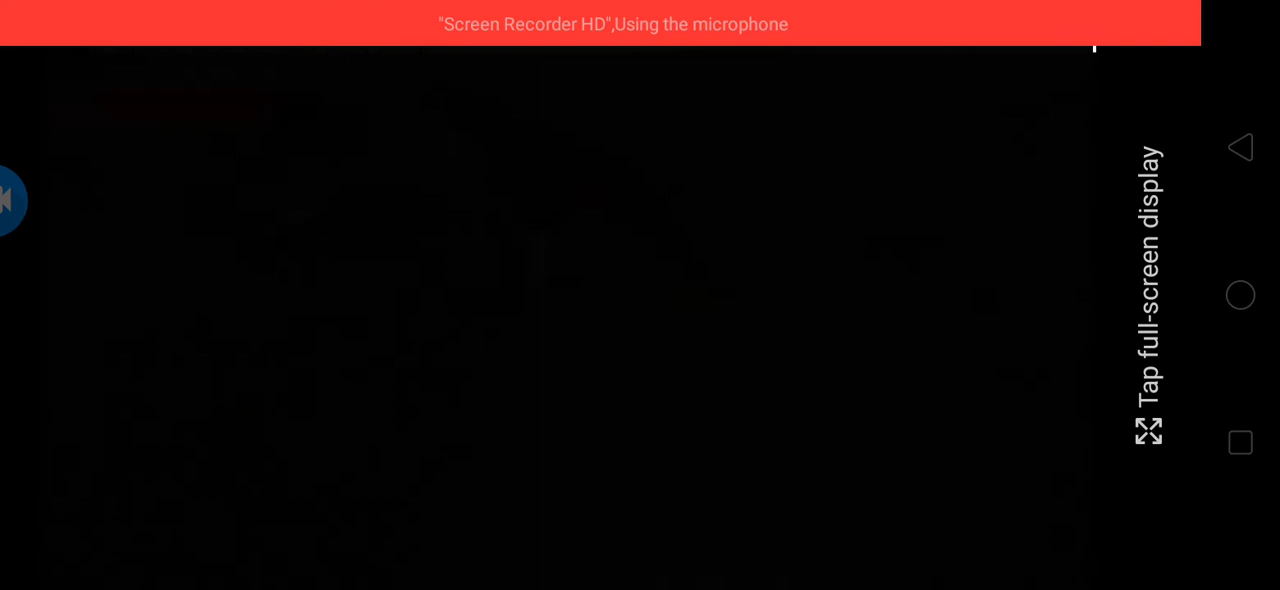 "Screen Recorder HD",Using the microphone
Tap full-screen display